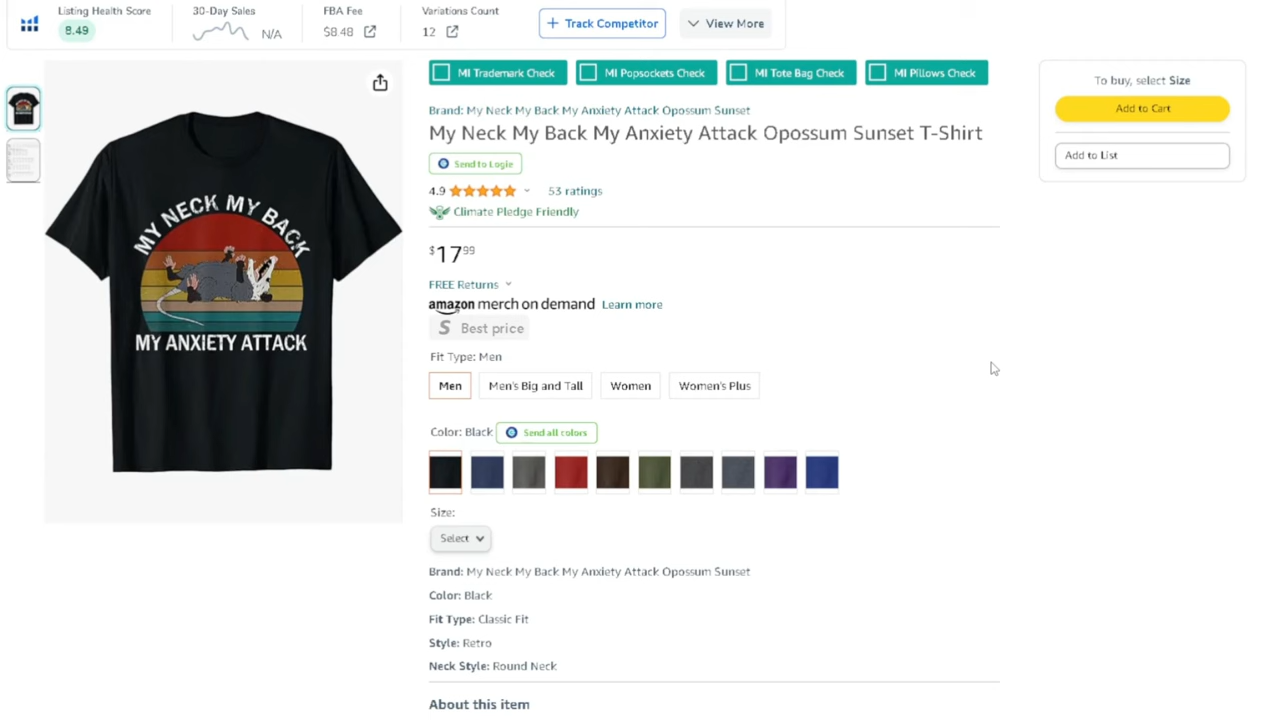 Listing Health Score
8.49
30-Day Sales
N/A
FBA Fee
$8.48
Variations Count
12
+ Track Competitor
View More
MI Trademark Check
MI Popsockets Check
MI Tote Bag Check
MI Pillows Check
Brand: My Neck My Back My Anxiety Attack Opossum Sunset
My Neck My Back My Anxiety Attack Opossum Sunset T-Shirt
Send to Logie
4.9
53 ratings
Climate Pledge Friendly
$17 99
FREE Returns
amazon merch on demand Learn more
S Best price
Fit Type: Men
Men
Men's Big and Tall
Women
Women's Plus
Color: Black
Send all colors
Size:
Select
Brand: My Neck My Back My Anxiety Attack Opossum Sunset
Color: Black
Fit Type: Classic Fit
Style: Retro
Neck Style: Round Neck
About this item
To buy, select Size
Add to Cart
Add to List
MY NECK MY BACK
MY ANXIETY ATTACK